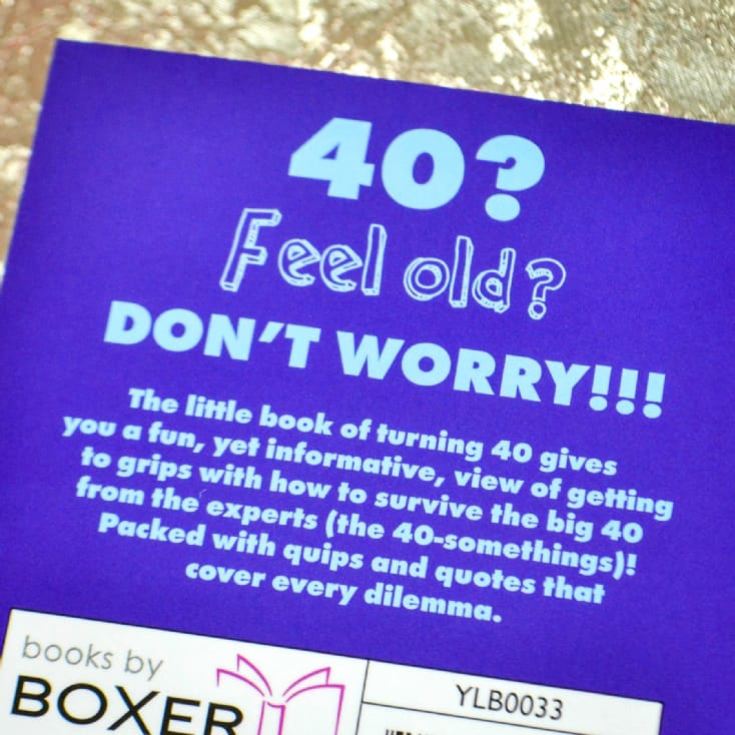 40?
Feel old?
DON'T WORRY!!!
The little book of turning 40 gives
you a fun, yet informative, view of getting
to grips with how to survive the big 40
from the experts (the 40-somethings)!
Packed with quips and quotes that
cover every dilemma.
books by
BOXER
YLB0033